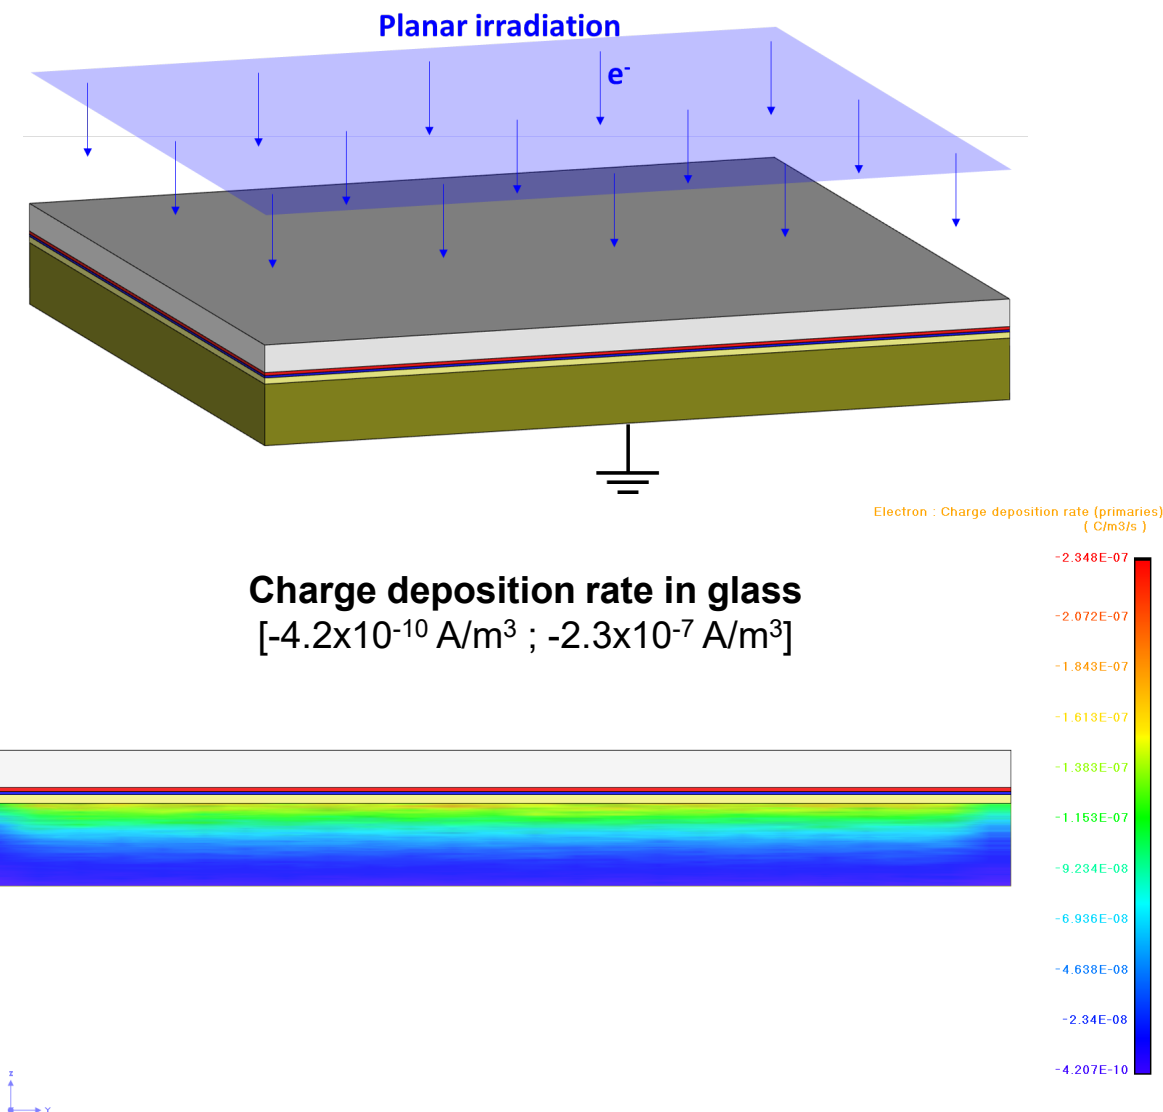 Planar irradiation
e-
Electron : Charge deposition rate (primaries)
( C/m3/s )
Charge deposition rate in glass
[-4.2x10-10 A/m3 ; -2.3x10-7 A/m3]
-2.348E-07
-2.072E-07
-1.843E-07
-1.613E-07
-1.383E-07
-1.153E-07
-9.234E-08
-6.936E-08
-4.638E-08
-2.34E-08
-4.207E-10
z
Y